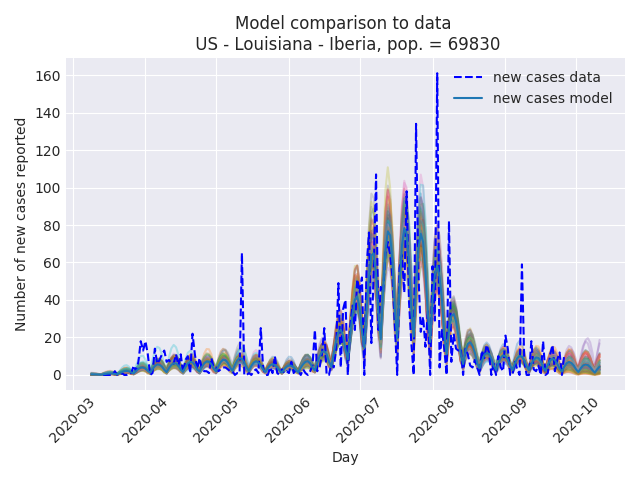 Model comparison to data
US - Louisiana - Iberia, pop. = 69830
Number of new cases reported
160
140
120
100
80
60
40
20
0
new cases data
new cases model
2020-03
2020-04
2020-05
2020-06
2020-07
2020-08
2020-09
2020-10
Day